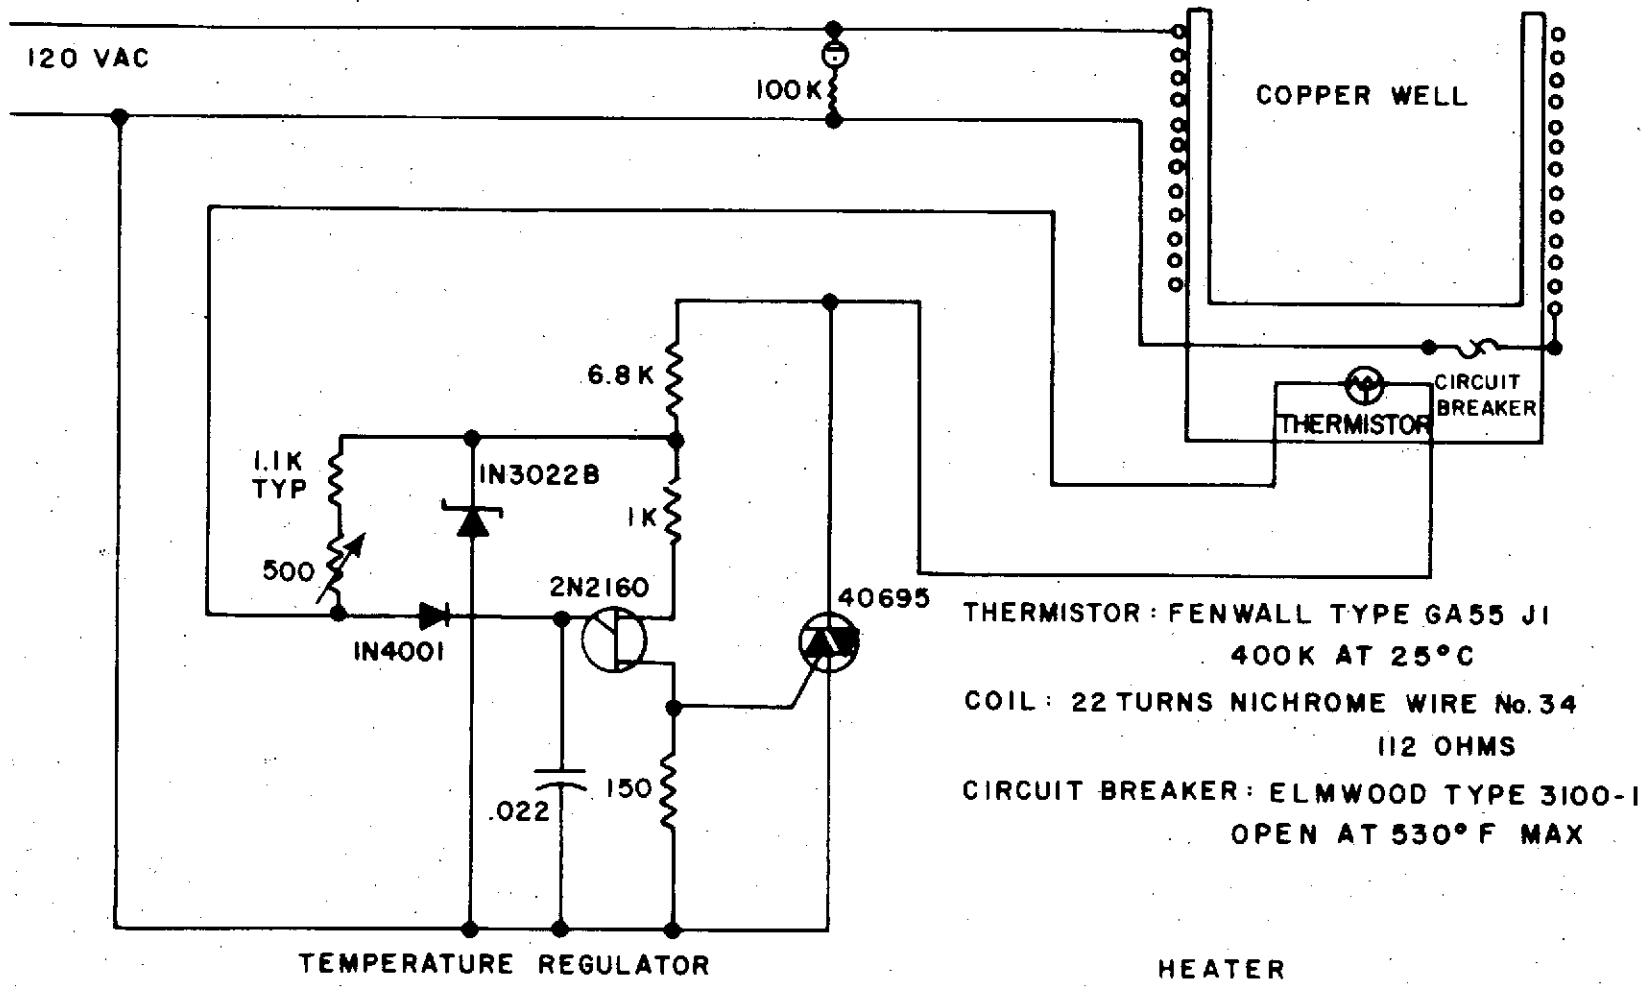 120 VAC
100K
COPPER WELL
6.8K
CIRCUIT
BREAKER
THERMISTOR
1.1K
TYP
1N3022B
1K
500
2N2160
40695
1N4001
THERMISTOR: FENWALL TYPE GA55 J1
400K AT 25°C
COIL: 22 TURNS NICHROME WIRE No. 34
112 OHMS
.022
150
CIRCUIT BREAKER: ELMWOOD TYPE 3100-1
OPEN AT 530°F MAX
TEMPERATURE REGULATOR
HEATER